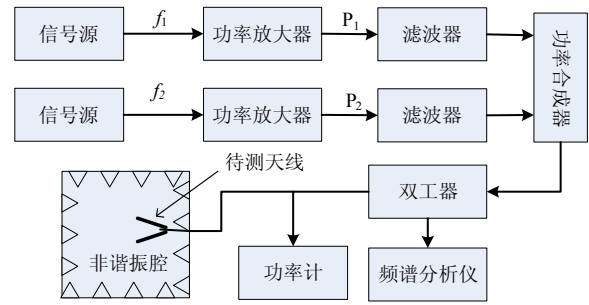 信号源
f1
功率放大器
P1
滤波器
功率合成器
信号源
f2
功率放大器
P2
滤波器
待测天线
双工器
非谐振腔
功率计
频谱分析仪